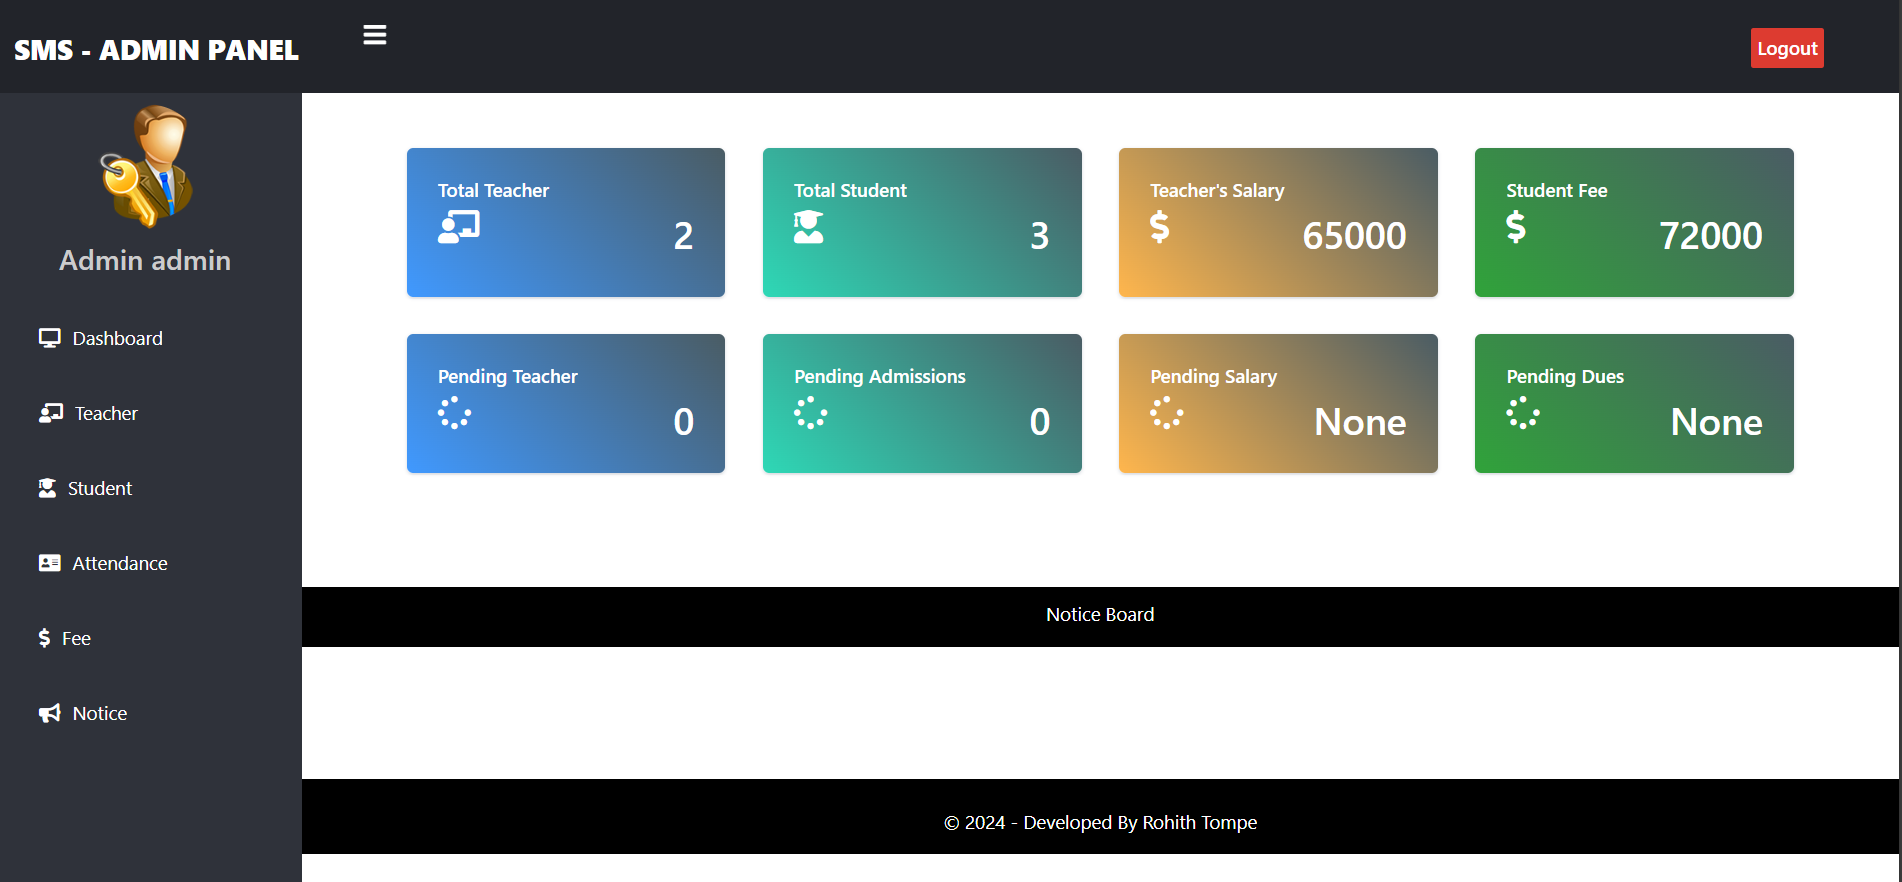 SMS - ADMIN PANEL
Logout
Admin admin
Dashboard
Teacher
Student
Attendance
Fee
Notice
Total Teacher
2
Total Student
3
Teacher's Salary
65000
Student Fee
72000
Pending Teacher
0
Pending Admissions
0
Pending Salary
None
Pending Dues
None
Notice Board
© 2024 - Developed By Rohith Tompe